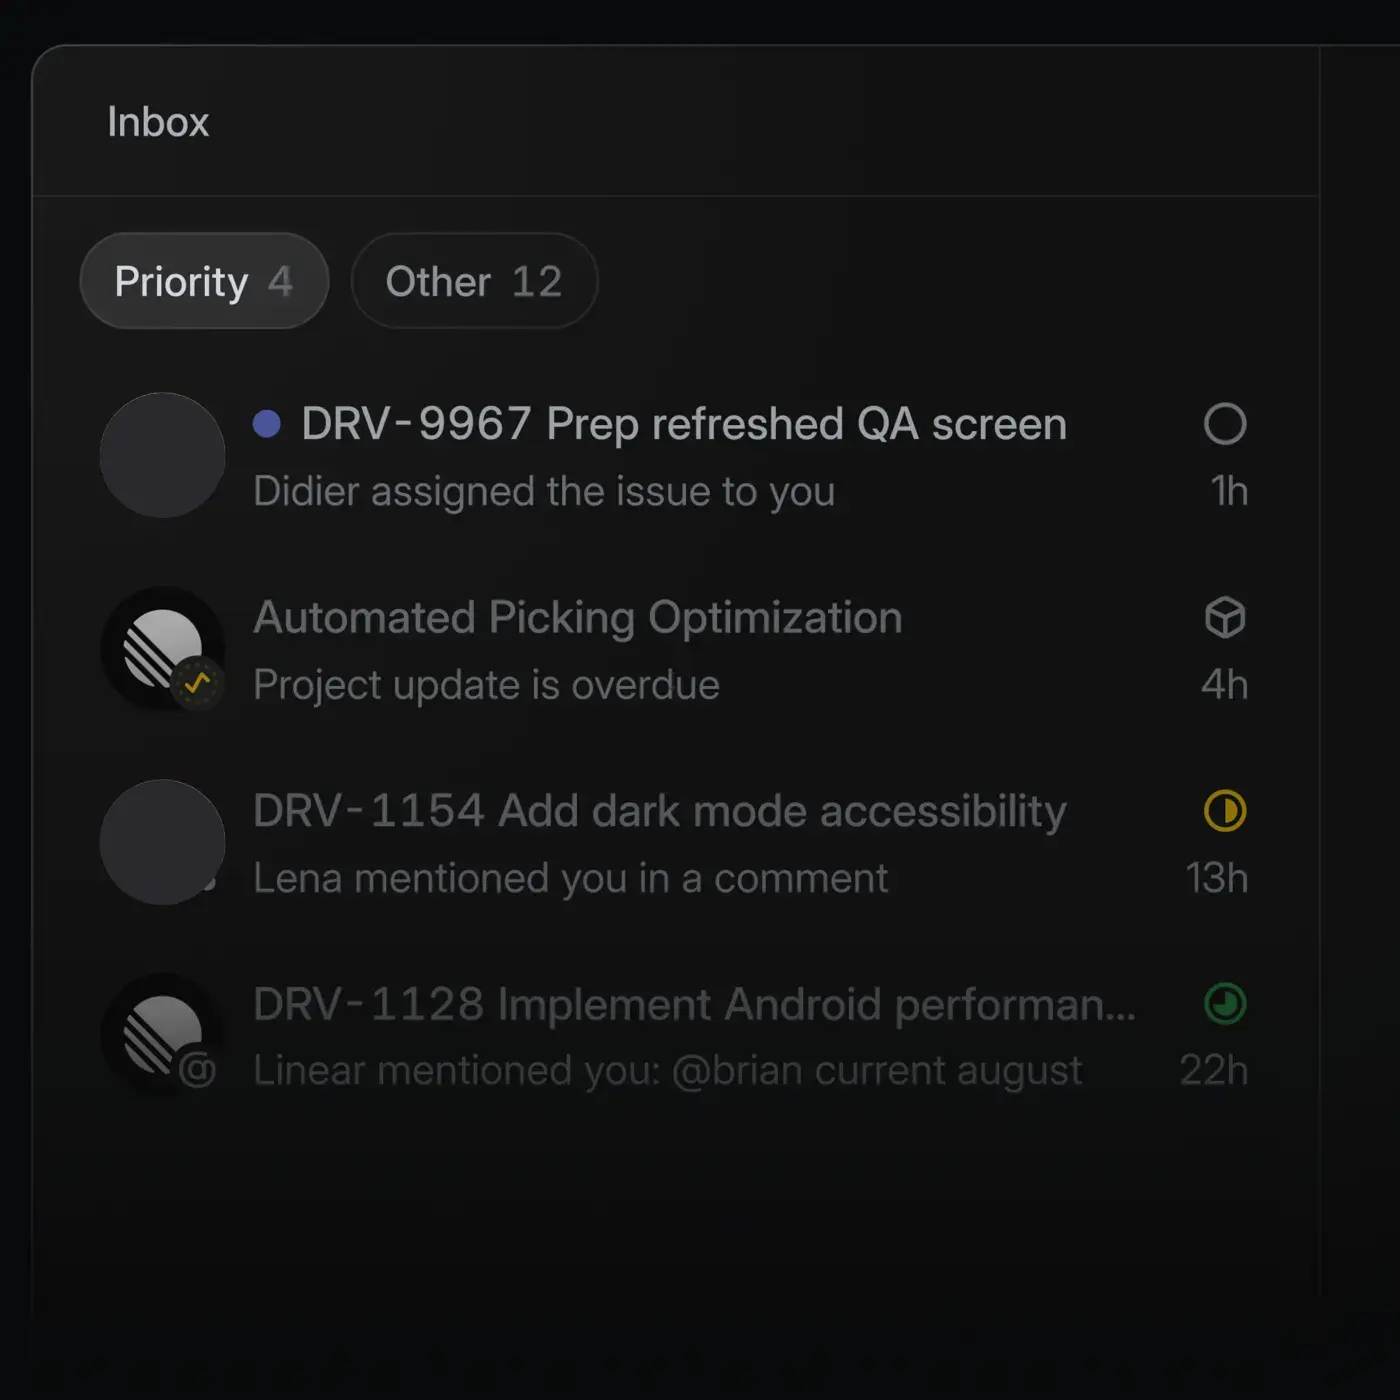 Inbox
Priority 4
Other 12
DRV-9967 Prep refreshed QA screen
Didier assigned the issue to you
1h
Automated Picking Optimization
Project update is overdue
4h
DRV-1154 Add dark mode accessibility
Lena mentioned you in a comment
13h
DRV-1128 Implement Android performan...
Linear mentioned you: @brian current august
22h